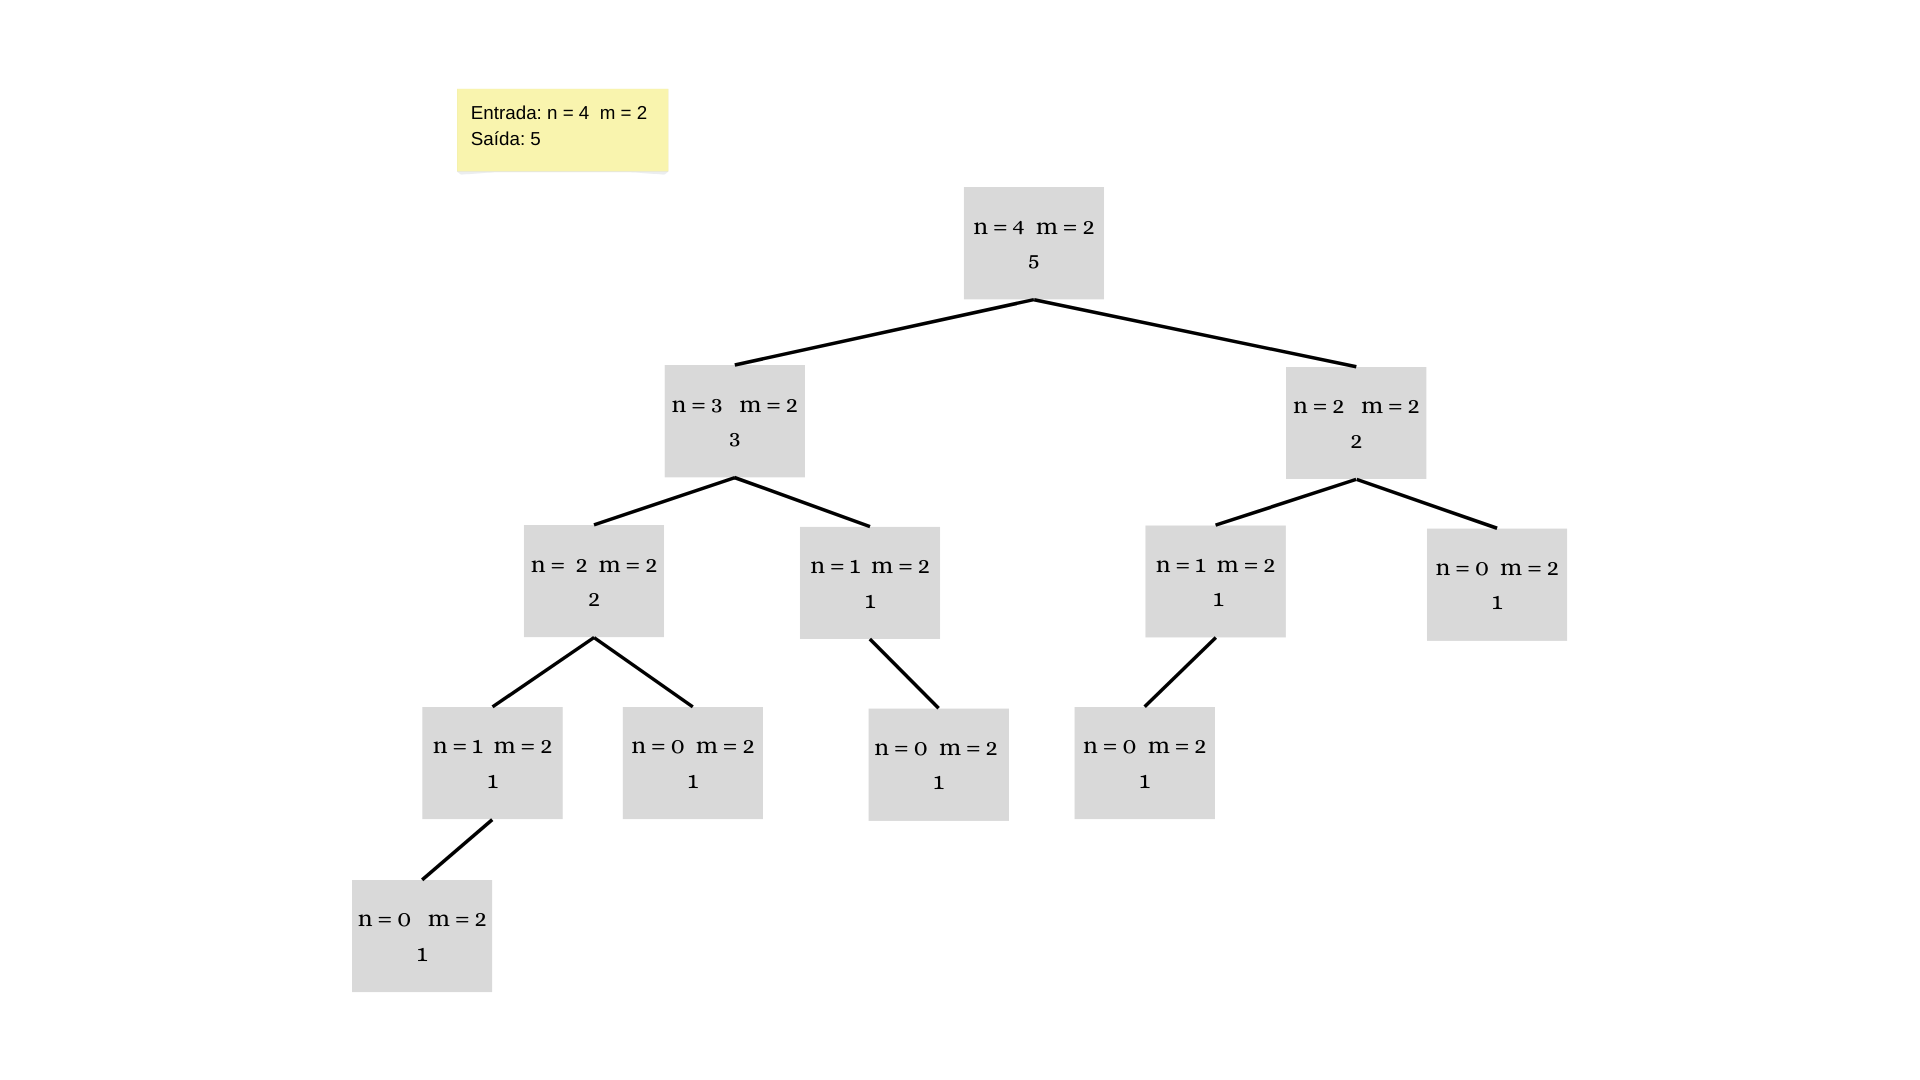 Entrada: n = 4  m = 2
Saída: 5
n = 4  m = 2
5
n = 3  m = 2
3
n = 2  m = 2
2
n =  2  m = 2
2
n = 1  m = 2
1
n = 1  m = 2
1
n = 0  m = 2
1
n = 1  m = 2
1
n = 0  m = 2
1
n = 0  m = 2
1
n = 0  m = 2
1
n = 0  m = 2
1